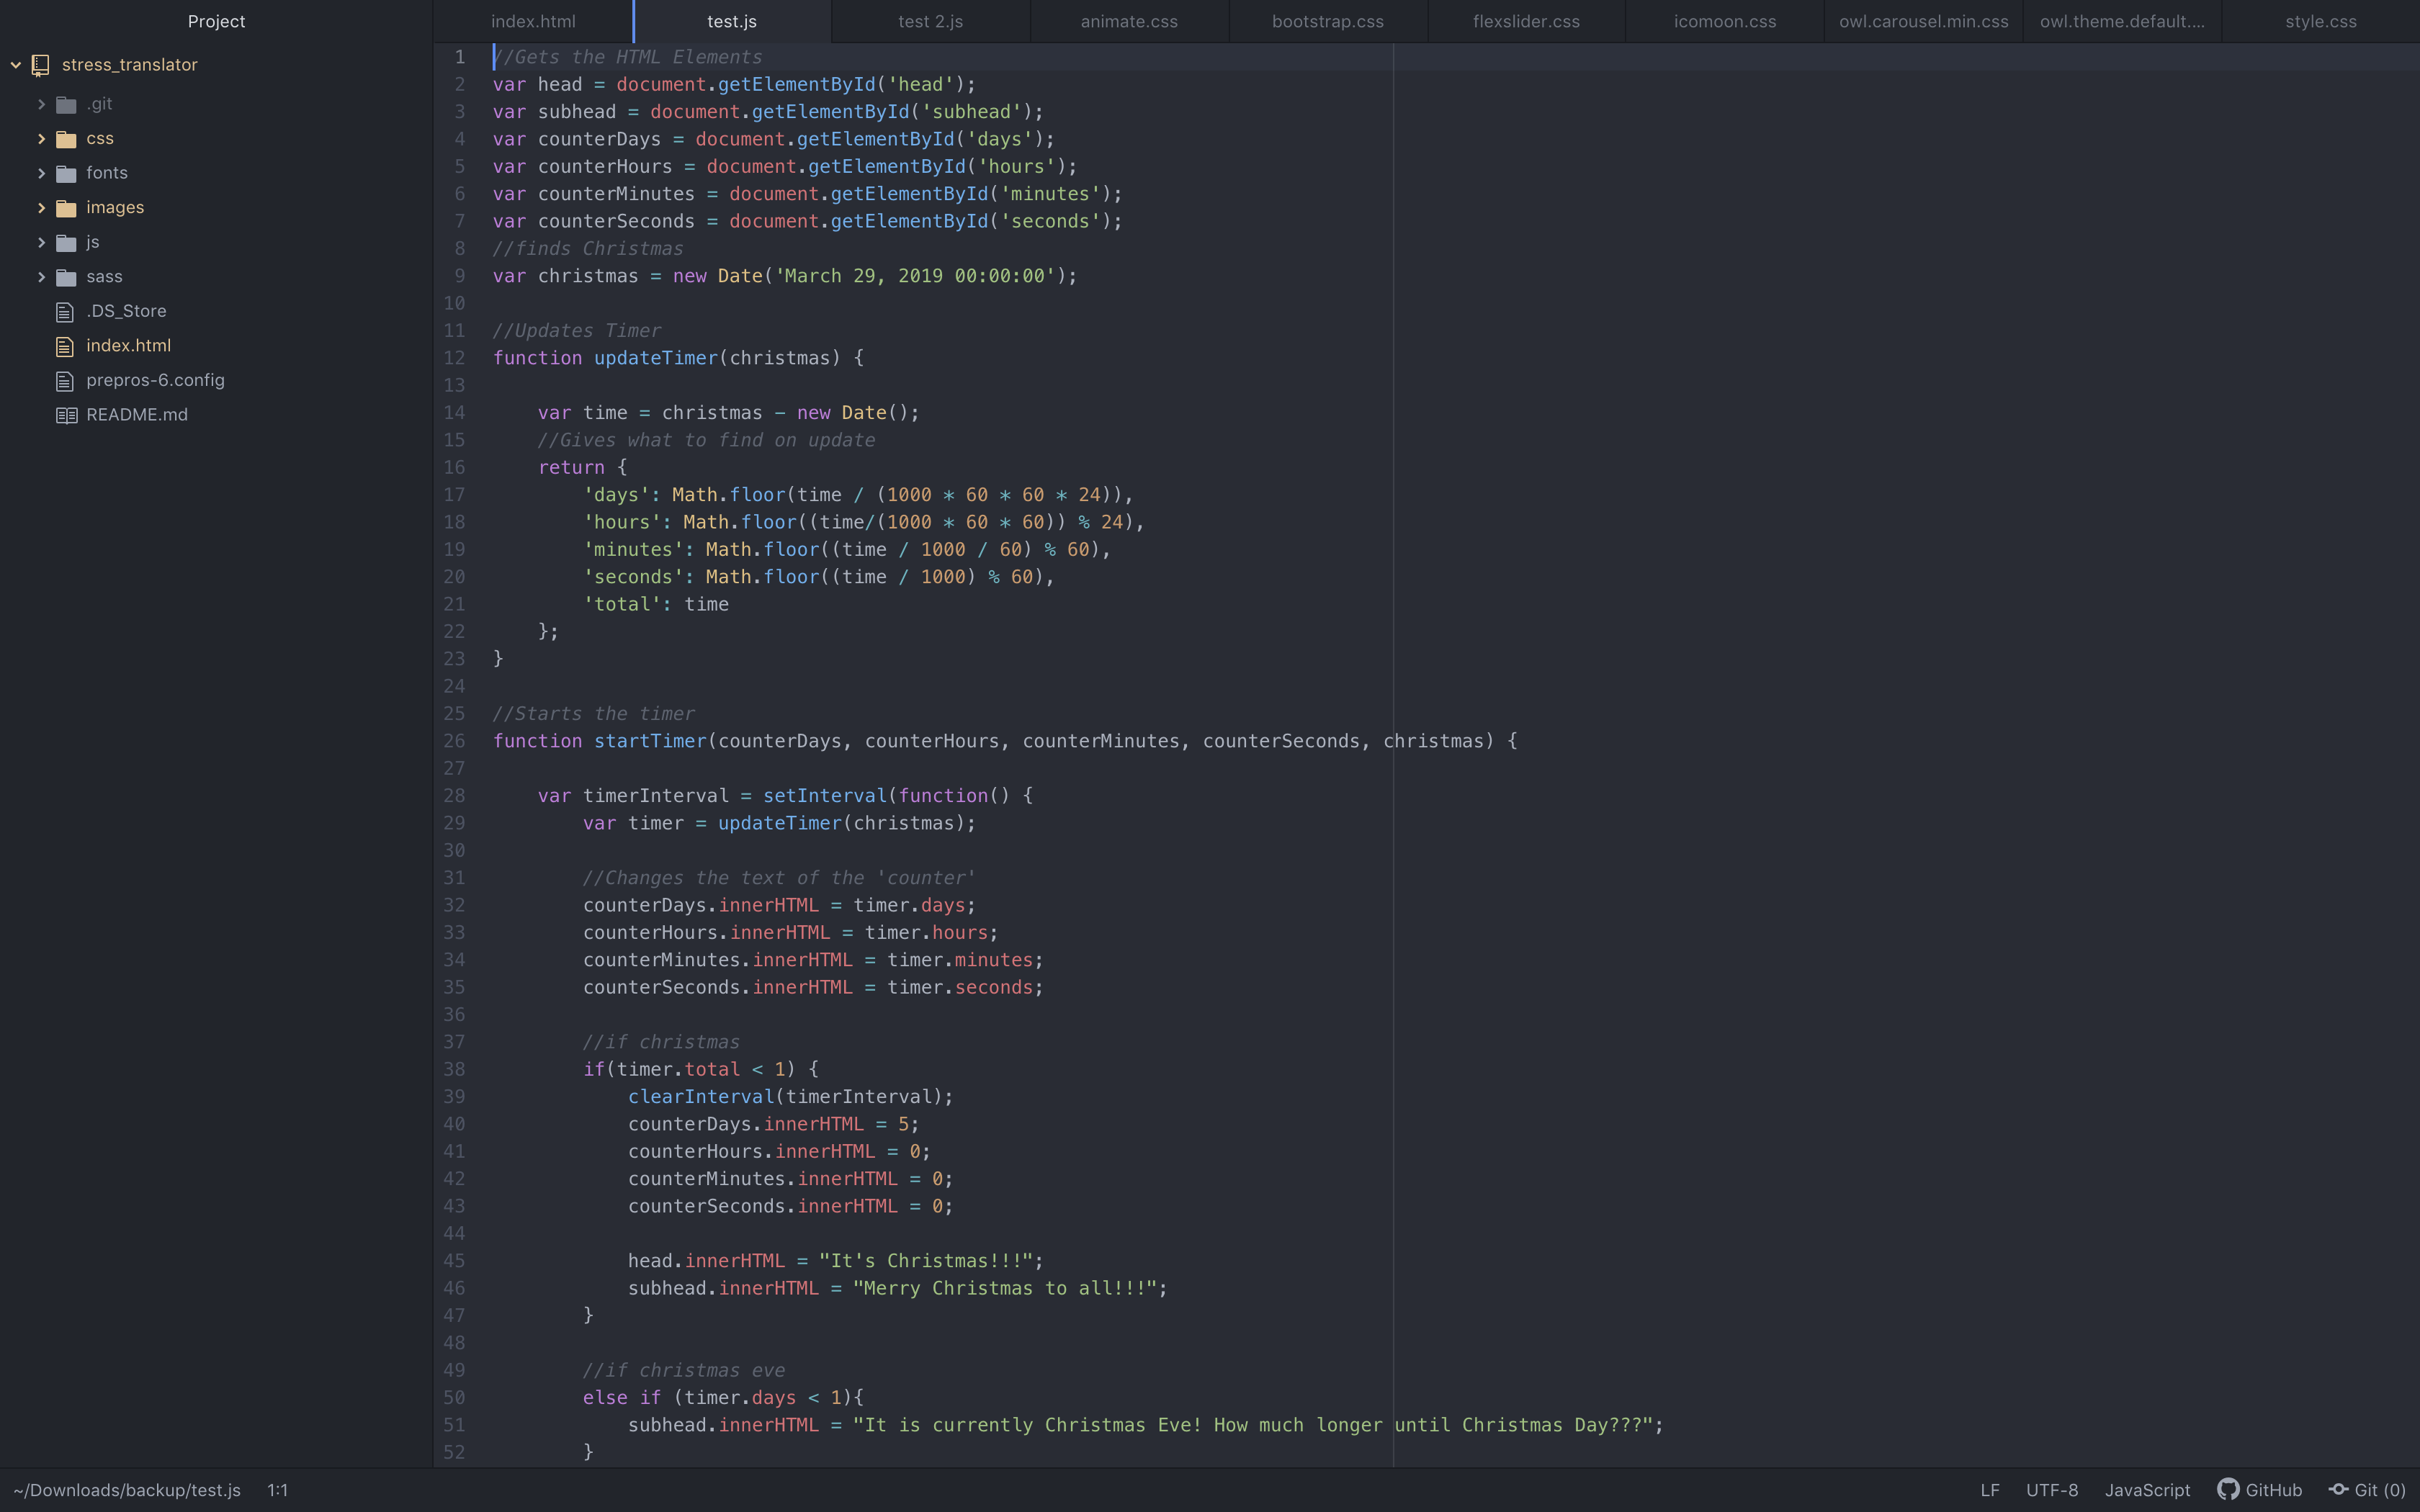 Project
index.html
test.js
test 2.js
animate.css
bootstrap.css
flexslider.css
icomoon.css
owl.carousel.min.css
owl.theme.default....
style.css
stress_translator
.git
css
fonts
images
js
sass
.DS_Store
index.html
prepros-6.config
README.md
1 //Gets the HTML Elements
2 var head = document.getElementById('head');
3 var subhead = document.getElementById('subhead');
4 var counterDays = document.getElementById('days');
5 var counterHours = document.getElementById('hours');
6 var counterMinutes = document.getElementById('minutes');
7 var counterSeconds = document.getElementById('seconds');
8 //finds Christmas
9 var christmas = new Date('March 29, 2019 00:00:00');
10
11 //Updates Timer
12 function updateTimer(christmas) {
13
14     var time = christmas - new Date();
15     //Gives what to find on update
16     return {
17         'days': Math.floor(time / (1000 * 60 * 60 * 24)),
18         'hours': Math.floor((time/(1000 * 60 * 60)) % 24),
19         'minutes': Math.floor((time / 1000 / 60) % 60),
20         'seconds': Math.floor((time / 1000) % 60),
21         'total': time
22     };
23 }
24
25 //Starts the timer
26 function startTimer(counterDays, counterHours, counterMinutes, counterSeconds, christmas) {
27
28     var timerInterval = setInterval(function() {
29         var timer = updateTimer(christmas);
30
31         //Changes the text of the 'counter'
32         counterDays.innerHTML = timer.days;
33         counterHours.innerHTML = timer.hours;
34         counterMinutes.innerHTML = timer.minutes;
35         counterSeconds.innerHTML = timer.seconds;
36
37         //if christmas
38         if(timer.total < 1) {
39             clearInterval(timerInterval);
40             counterDays.innerHTML = 5;
41             counterHours.innerHTML = 0;
42             counterMinutes.innerHTML = 0;
43             counterSeconds.innerHTML = 0;
44
45             head.innerHTML = "It's Christmas!!!";
46             subhead.innerHTML = "Merry Christmas to all!!!";
47         }
48
49         //if christmas eve
50         else if (timer.days < 1){
51             subhead.innerHTML = "It is currently Christmas Eve! How much longer until Christmas Day???";
52         }
~/Downloads/backup/test.js 1:1
LF UTF-8 JavaScript GitHub Git (0)